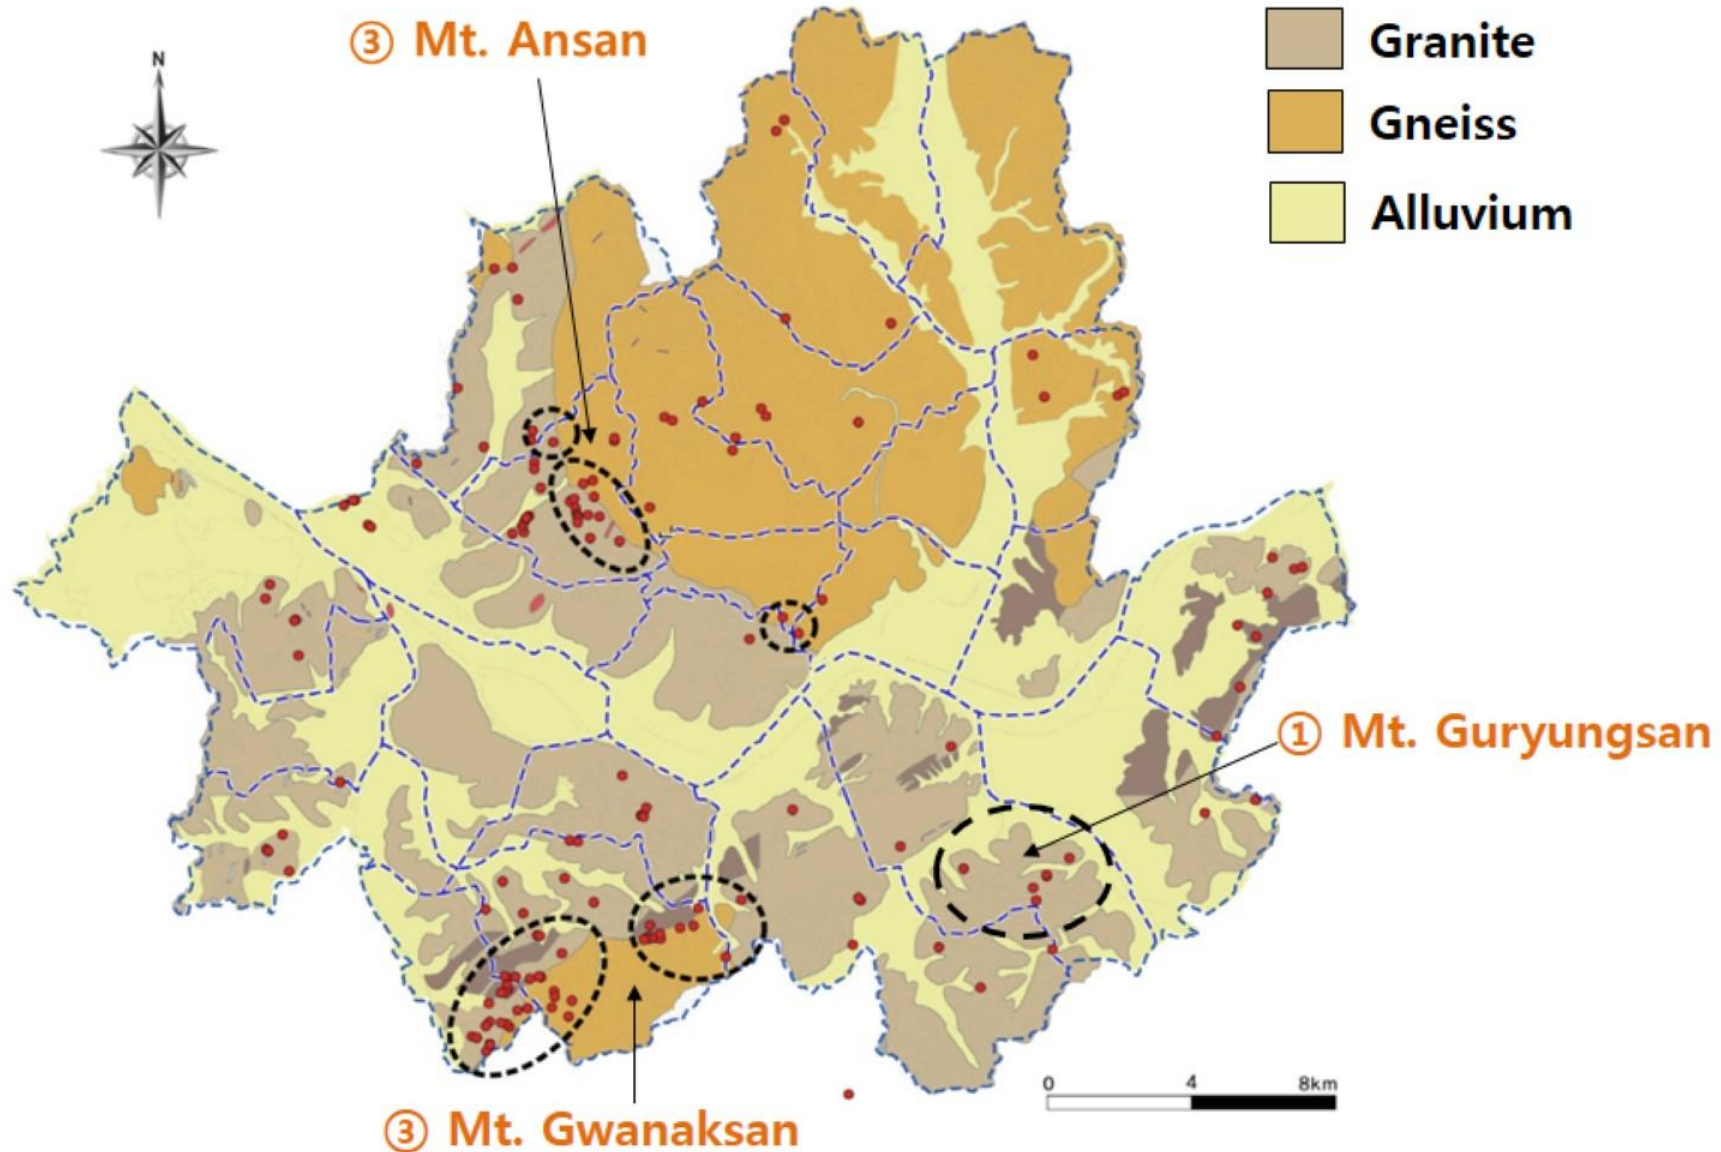 ③ Mt. Ansan
Granite
Gneiss
Alluvium
N
① Mt. Guryungsan
0 4 8km
③ Mt. Gwanaksan